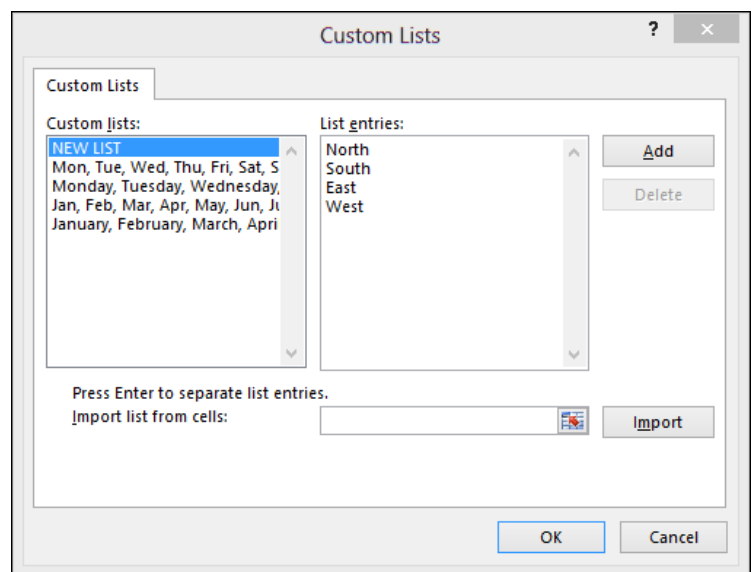 Custom Lists
?
Custom Lists
Custom lists:
List entries:
NEW LIST
Mon, Tue, Wed, Thu, Fri, Sat, S
Monday, Tuesday, Wednesday,
Jan, Feb, Mar, Apr, May, Jun, Ju
January, February, March, Apri
North
South
East
West
Add
Delete
Press Enter to separate list entries.
Import list from cells:
Import
OK
Cancel